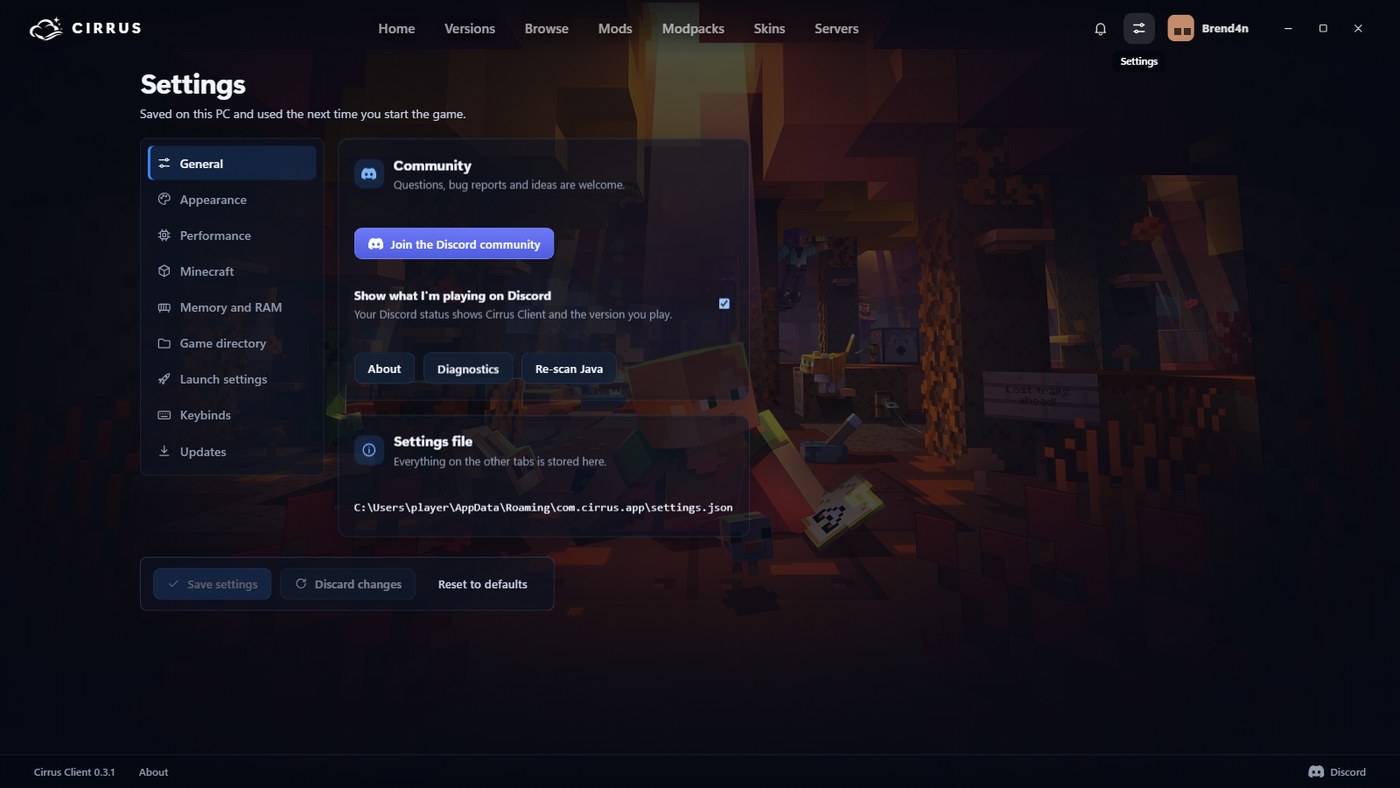 CIRRUS
Home Versions Browse Mods Modpacks Skins Servers
Brend4n
Settings
Settings
Saved on this PC and used the next time you start the game.
General
Appearance
Performance
Minecraft
Memory and RAM
Game directory
Launch settings
Keybinds
Updates
Community
Questions, bug reports and ideas are welcome.
Join the Discord community
Show what I'm playing on Discord
Your Discord status shows Cirrus Client and the version you play.
About Diagnostics Re-scan Java
Settings file
Everything on the other tabs is stored here.
C:\Users\player\AppData\Roaming\com.cirrus.app\settings.json
Save settings Discard changes Reset to defaults
Cirrus Client 0.3.1 About
Discord